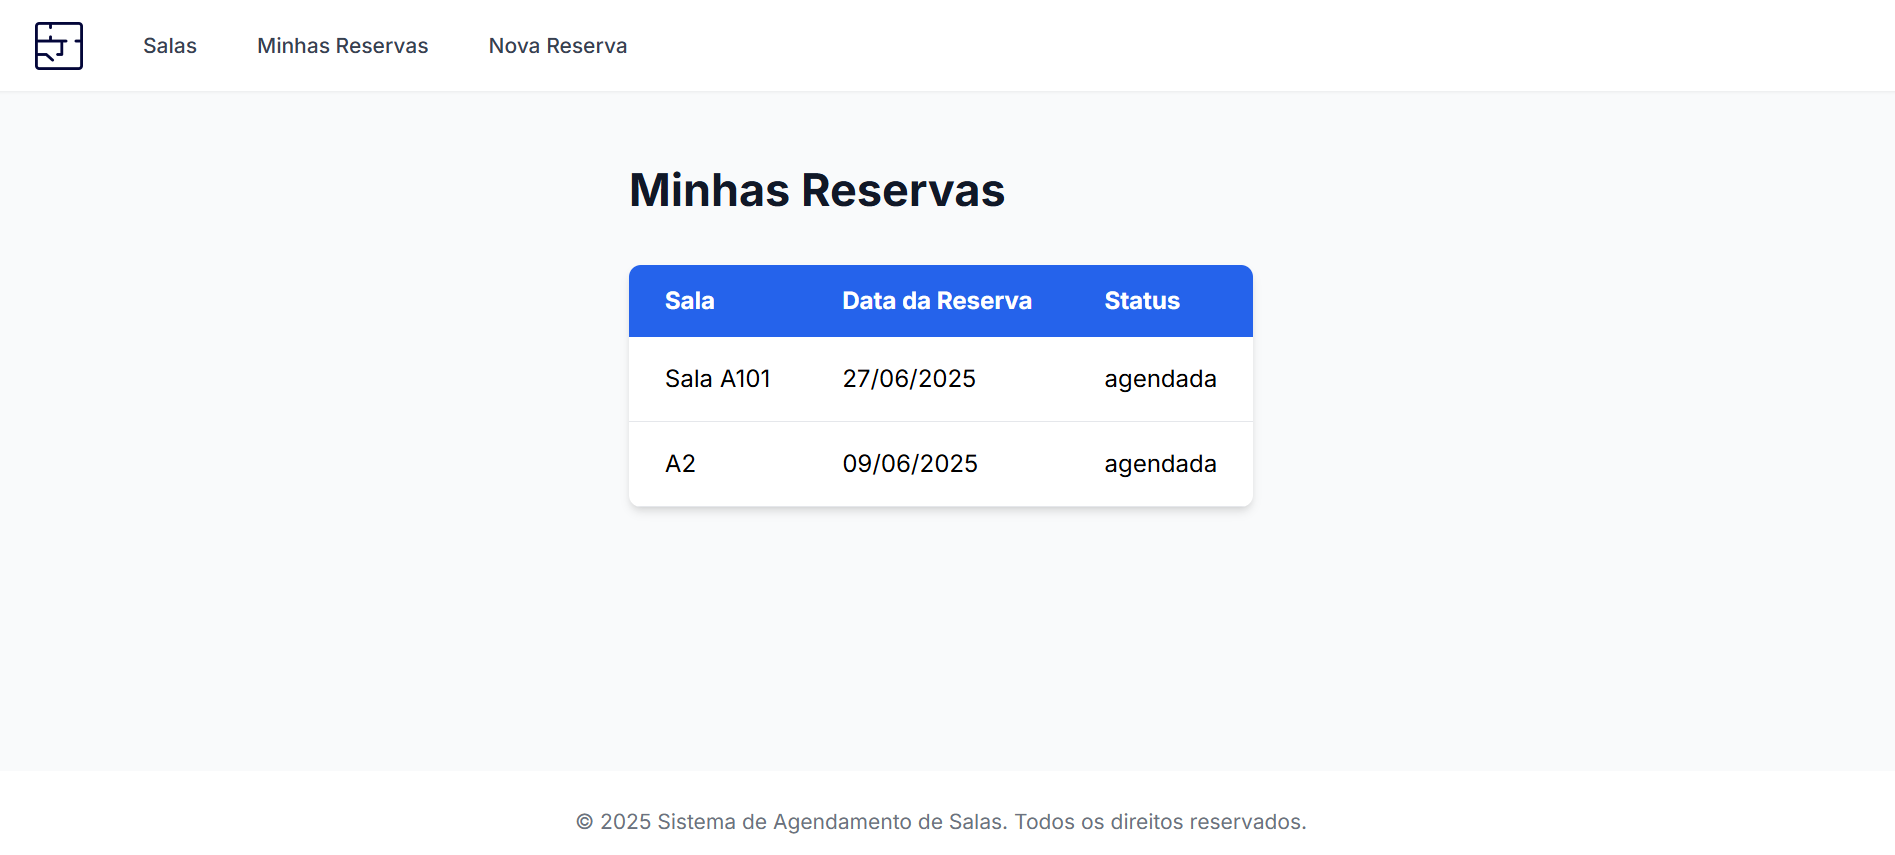 Salas Minhas Reservas Nova Reserva
Minhas Reservas
Sala Data da Reserva Status
Sala A101 27/06/2025 agendada
A2 09/06/2025 agendada
© 2025 Sistema de Agendamento de Salas. Todos os direitos reservados.